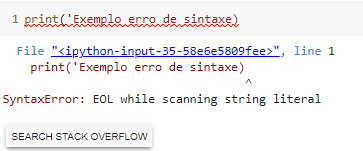 1 print('Exemplo erro de sintaxe)
File "<ipython-input-35-58e6e5809fee>", line 1
print('Exemplo erro de sintaxe)
^
SyntaxError: EOL while scanning string literal
SEARCH STACK OVERFLOW